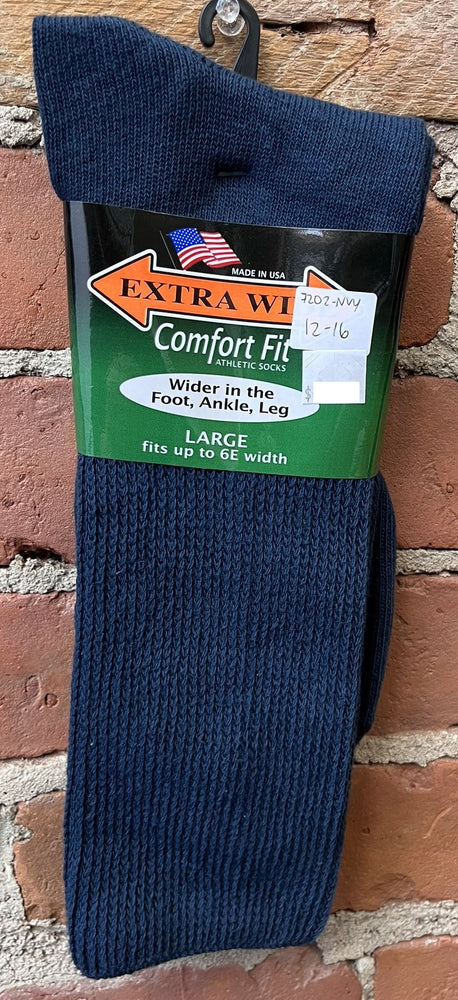 MADE IN USA
EXTRA WI
7202-NVY
12-16
Comfort Fit
ATHLETIC SOCKS
$
Wider in the
Foot, Ankle, Leg
LARGE
fits up to 6E width